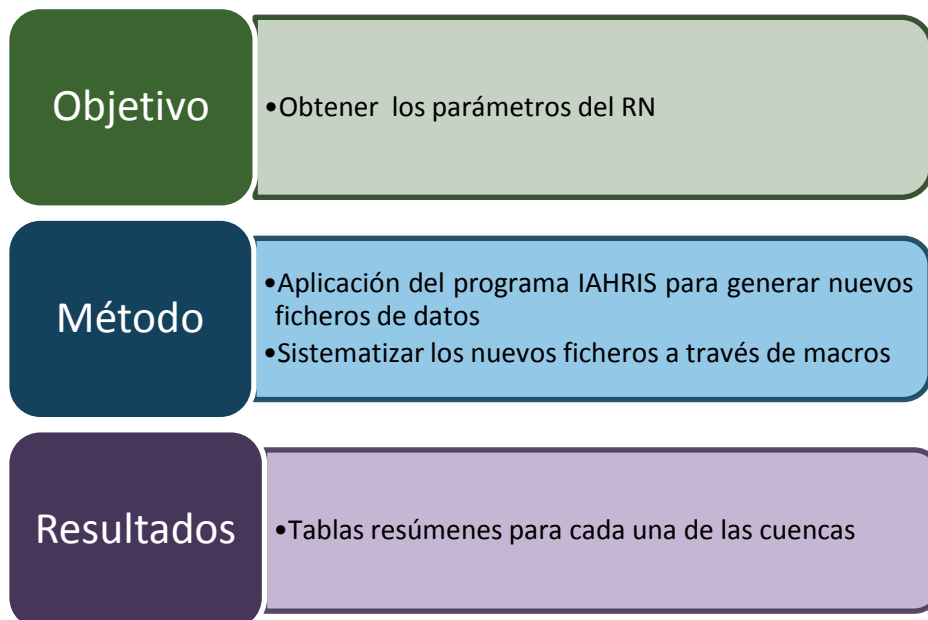 Objetivo
•Obtener los parámetros del RN
Método
•Aplicación del programa IAHRIS para generar nuevos
ficheros de datos
•Sistematizar los nuevos ficheros a través de macros
Resultados
•Tablas resúmenes para cada una de las cuencas